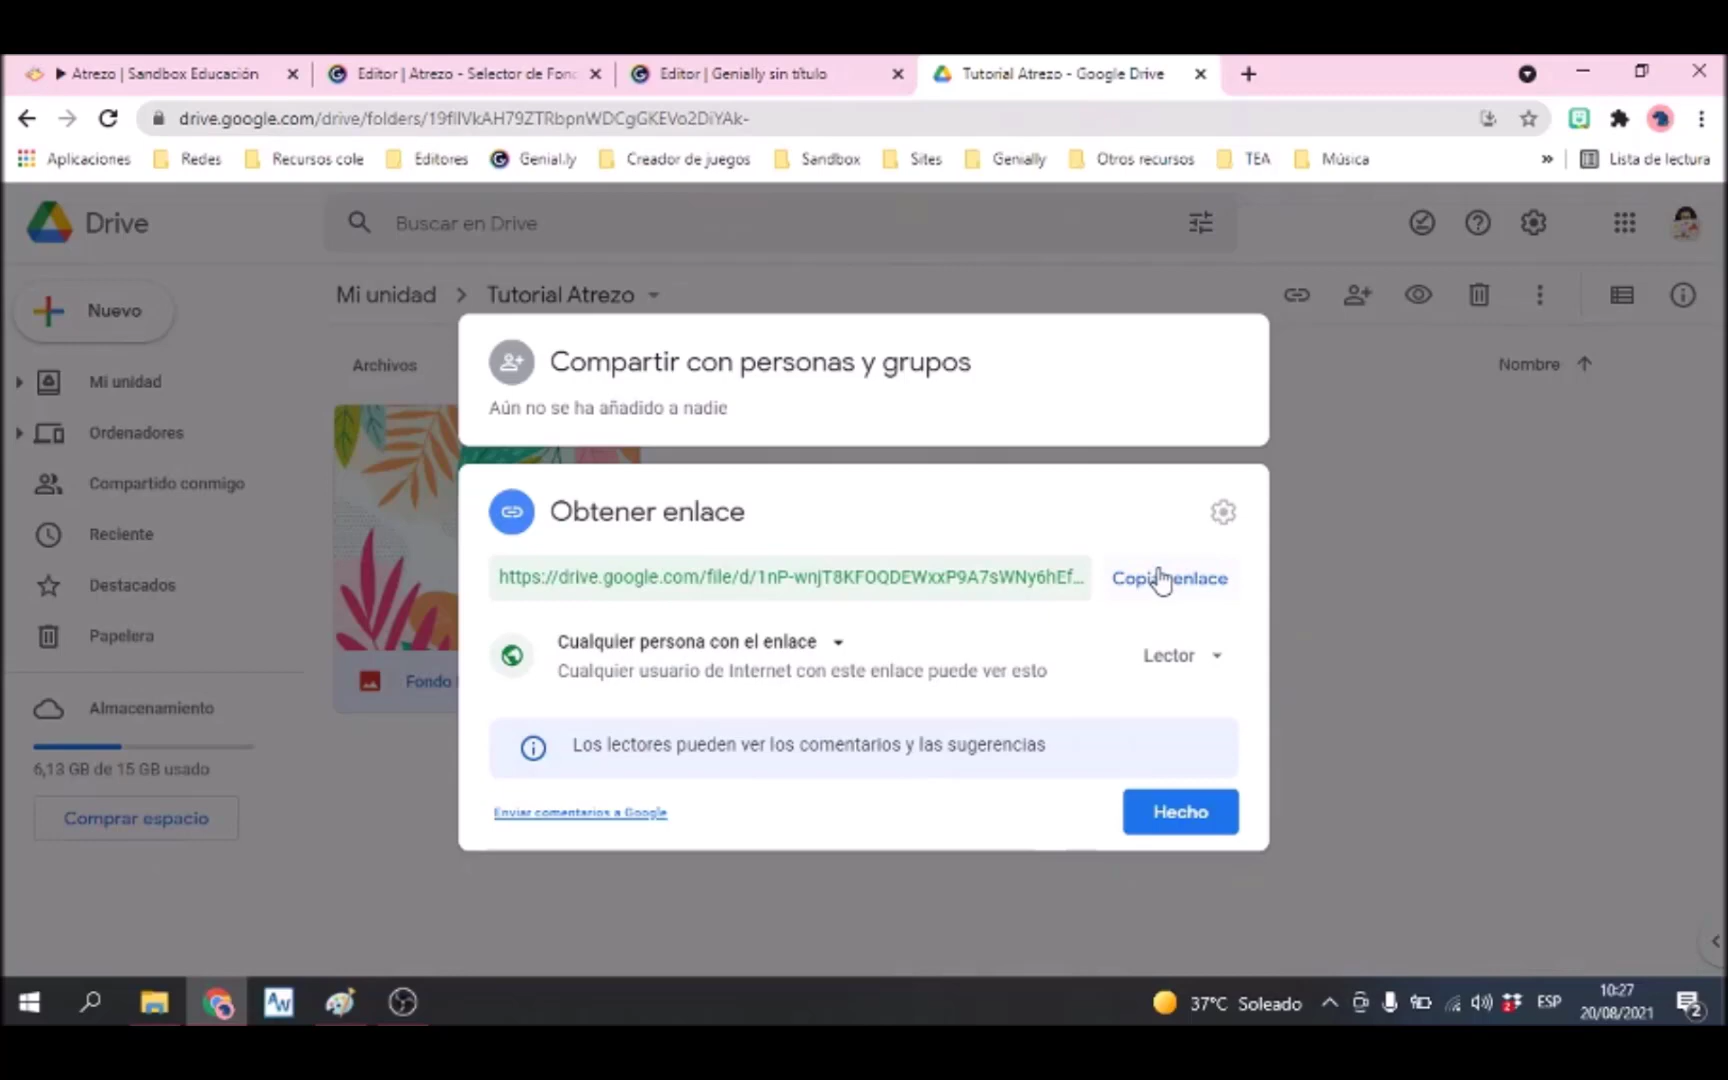 ▶ Atrezo | Sandbox Educación
Editor | Atrezo - Selector de Fon
Editor | Genially sin título
Tutorial Atrezo - Google Drive
drive.google.com/drive/folders/
Aplicaciones
Redes
Recursos cole
Editores
Genial.ly
Creador de juegos
Sandbox
Sites
Genially
Otros recursos
TEA
Música
»
Lista de lectura
Drive
Buscar en Drive
Nuevo
Mi unidad > Tutorial Atrezo
Archivos
Nombre
Mi unidad
Ordenadores
Compartido conmigo
Reciente
Destacados
Papelera
Almacenamiento
6,13 GB de 15 GB usado
Comprar espacio
Fondo
Compartir con personas y grupos
Aún no se ha añadido a nadie
Obtener enlace
https://drive.google.com/file/d/1nP-wnjT8KFOQDEWxxP9A7sWNy6hEf...
enlace
Cualquier persona con el enlace
Cualquier usuario de Internet con este enlace puede ver esto
Lector
Los lectores pueden ver los comentarios y las sugerencias
Enviar comentarios a Google
Hecho
AW
37°C Soleado
ESP
10:27
20/08/2021
2